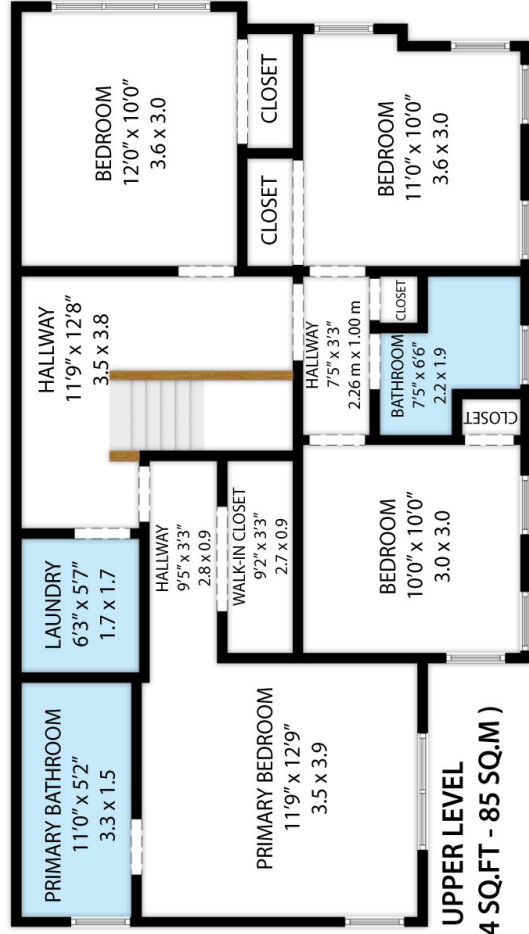 BEDROOM
12'0" x 10'0"
3.6 x 3.0
CLOSET
CLOSET
BEDROOM
11'0" x 10'0"
3.6 x 3.0
HALLWAY
11'9" x 12'8"
3.5 x 3.8
HALLWAY
7'5" x 3'3"
2.26 m x 1.00 m
CLOSET
BATHROOM
7'5" x 6'6"
2.2 x 1.9
CLOSET
LAUNDRY
6'3" x 5'7"
1.7 x 1.7
HALLWAY
9'5" x 3'3"
2.8 x 0.9
WALK-IN CLOSET
9'2" x 3'3"
2.7 x 0.9
BEDROOM
10'0" x 10'0"
3.0 x 3.0
PRIMARY BATHROOM
11'0" x 5'2"
3.3 x 1.5
PRIMARY BEDROOM
11'9" x 12'9"
3.5 x 3.9
UPPER LEVEL
4 SQ.FT - 85 SQ.M )